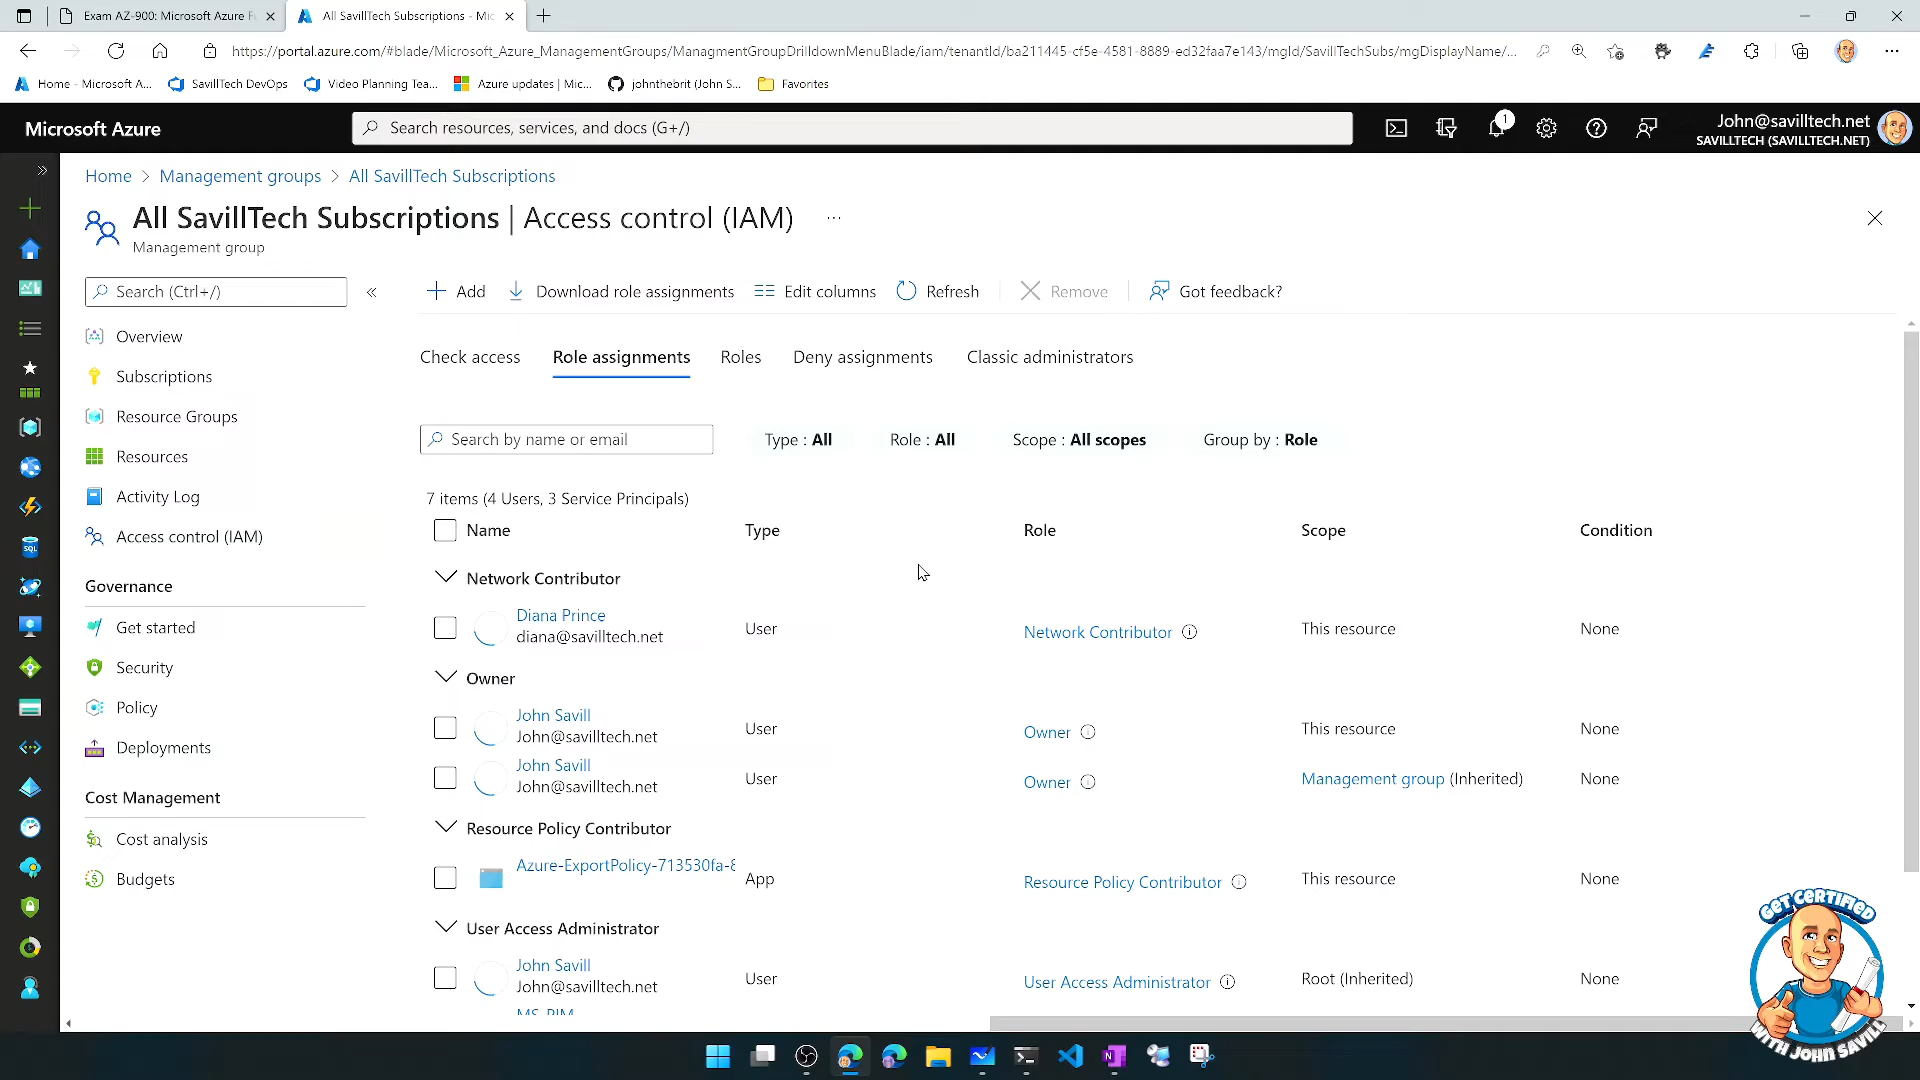 Exam AZ-900: Microsoft Azure F
All SavillTech Subscriptions - Mic
https://portal.azure.com/#blade/Microsoft_Azure_ManagementGroups/ManagmentGroupDrilldownMenuBlade/iam/tenantId/ba211445-cf5e-4581-8889-ed32faa7e143/mgId/SavillTechSubs/mgDisplayName/...
Home - Microsoft A...
SavillTech DevOps
Video Planning Tea...
Azure updates | Mic...
johnthebrit (John S...
Favorites
Microsoft Azure
Search resources, services, and docs (G+/)
1
John@savilltech.net
SAVILLTECH (SAVILLTECH.NET)
Home > Management groups > All SavillTech Subscriptions
All SavillTech Subscriptions | Access control (IAM) ...
Management group
Search (Ctrl+/)
Overview
Subscriptions
Resource Groups
Resources
Activity Log
Access control (IAM)
Governance
Get started
Security
Policy
Deployments
Cost Management
Cost analysis
Budgets
Add
Download role assignments
Edit columns
Refresh
Remove
Got feedback?
Check access
Role assignments
Roles
Deny assignments
Classic administrators
Search by name or email
Type : All
Role : All
Scope : All scopes
Group by : Role
7 items (4 Users, 3 Service Principals)
Name Type Role Scope Condition
Network Contributor
Diana Prince
diana@savilltech.net
User Network Contributor This resource None
Owner
John Savill
John@savilltech.net
User Owner This resource None
John Savill
John@savilltech.net
User Owner Management group (Inherited) None
Resource Policy Contributor
Azure-ExportPolicy-713530fa-8
App Resource Policy Contributor This resource None
User Access Administrator
John Savill
John@savilltech.net
User User Access Administrator Root (Inherited) None
MS-PIM
SQL
GET CERTIFIED
WITH JOHN SAVILL